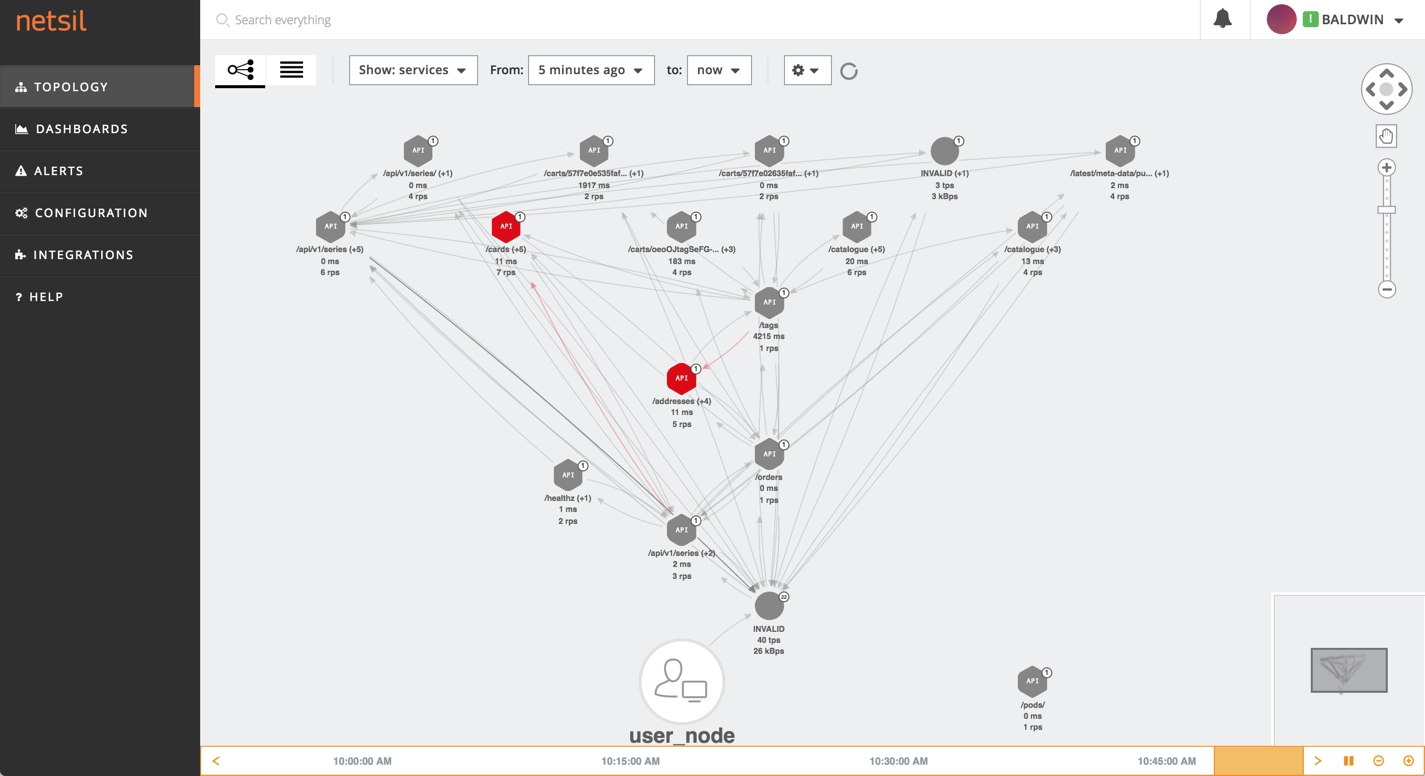 netsil
Search everything
! BALDWIN
TOPOLOGY
DASHBOARDS
ALERTS
CONFIGURATION
INTEGRATIONS
? HELP
Show: services
From:
5 minutes ago
to:
now
API
1
/api/v1/series/ (+1)
0 ms
4 rps
API
1
/carts/57f7e0e535faf... (+1)
1917 ms
2 rps
API
1
/carts/57f7e02635faf... (+1)
0 ms
2 rps
1
INVALID (+1)
3 tps
3 kBps
API
1
/latest/meta-data/pu... (+1)
2 ms
4 rps
API
1
/api/v1/series (+5)
0 ms
6 rps
API
1
/cards (+5)
11 ms
7 rps
API
1
/carts/oeoOJtagSeFG-... (+3)
183 ms
4 rps
API
1
/catalogue (+5)
20 ms
6 rps
API
1
/catalogue (+3)
13 ms
4 rps
API
1
/tags
4215 ms
1 rps
API
1
/addresses (+4)
11 ms
5 rps
API
1
/orders
0 ms
1 rps
API
1
/healthz (+1)
1 ms
2 rps
API
1
/api/v1/series (+2)
2 ms
3 rps
22
INVALID
40 tps
26 kBps
user_node
API
1
/pods/
0 ms
1 rps
10:00:00 AM
10:15:00 AM
10:30:00 AM
10:45:00 AM